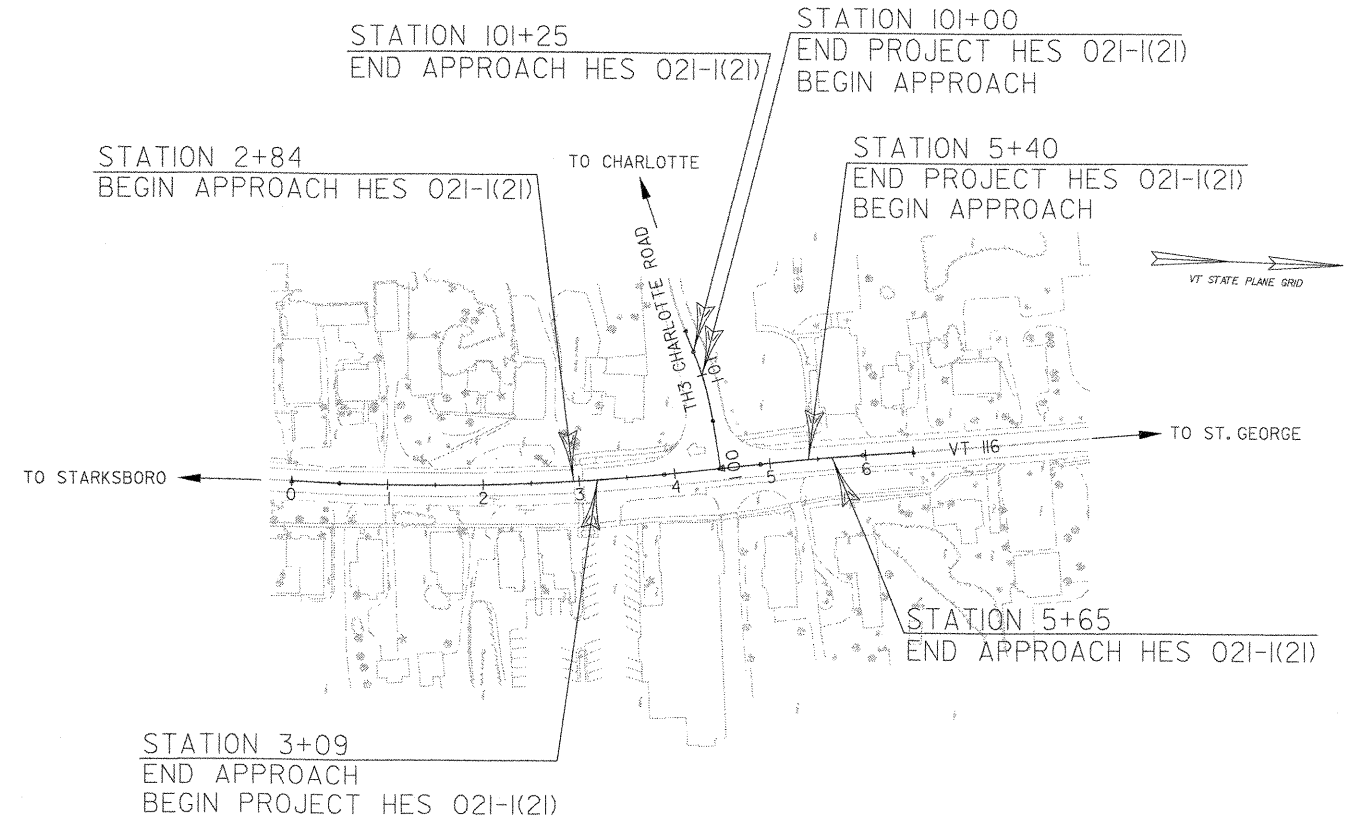 STATION 101+25
END APPROACH HES 021-1(21)
STATION 101+00
END PROJECT HES 021-1(21)
BEGIN APPROACH
STATION 2+84
BEGIN APPROACH HES 021-1(21)
TO CHARLOTTE
STATION 5+40
END PROJECT HES 021-1(21)
BEGIN APPROACH
VT STATE PLANE GRID
TH3 CHARLOTTE ROAD
101
TO STARKSBORO
0
1
2
3
4
100
5
6
VT 116
TO ST. GEORGE
STATION 5+65
END APPROACH HES 021-1(21)
STATION 3+09
END APPROACH
BEGIN PROJECT HES 021-1(21)